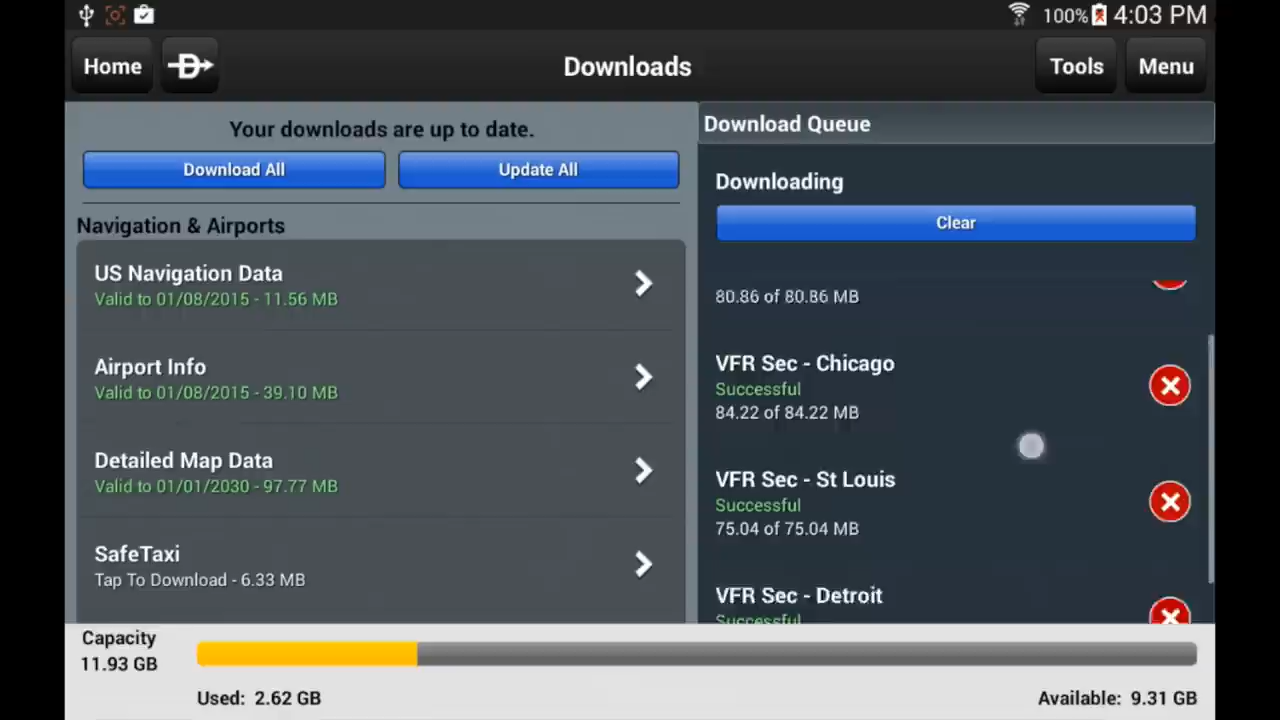 100% 4:03 PM
Home
Downloads
Tools
Menu
Your downloads are up to date.
Download All
Update All
Navigation & Airports
US Navigation Data
Valid to 01/08/2015 - 11.56 MB
Airport Info
Valid to 01/08/2015 - 39.10 MB
Detailed Map Data
Valid to 01/01/2030 - 97.77 MB
SafeTaxi
Tap To Download - 6.33 MB
Download Queue
Downloading
Clear
80.86 of 80.86 MB
VFR Sec - Chicago
Successful
84.22 of 84.22 MB
VFR Sec - St Louis
Successful
75.04 of 75.04 MB
VFR Sec - Detroit
Successful
Capacity
11.93 GB
Used: 2.62 GB
Available: 9.31 GB